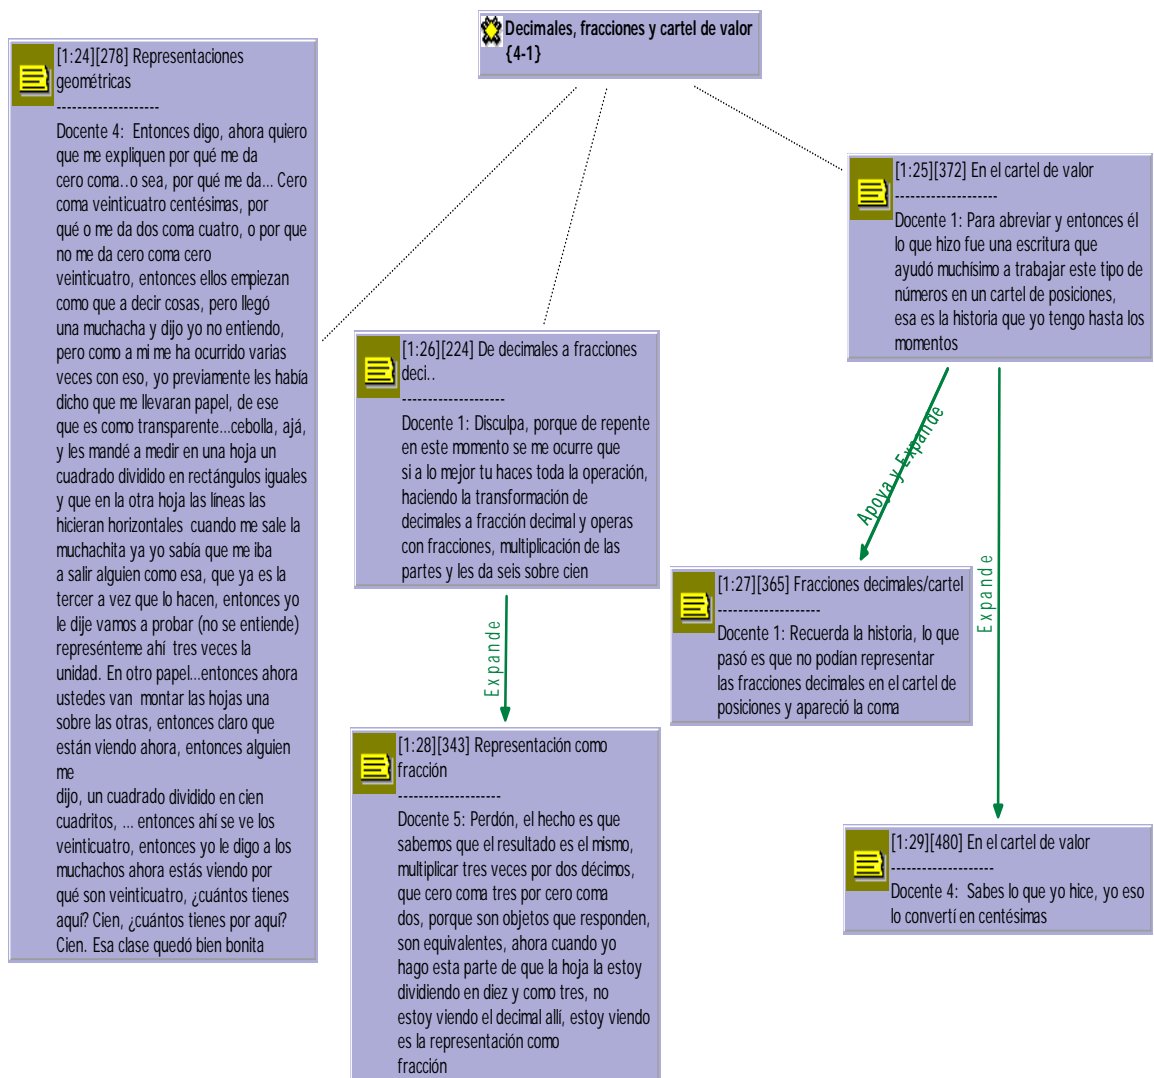 Decimales, fracciones y cartel de valor
{4-1}
[1:24][278] Representaciones
geométricas
--------------------
Docente 4:  Entonces digo, ahora quiero
que me expliquen por qué me da
cero coma..o sea, por qué me da... Cero
coma veinticuatro centésimas, por
qué o me da dos coma cuatro, o por que
no me da cero coma cero
veinticuatro, entonces ellos empiezan
como que a decir cosas, pero llegó
una muchacha y dijo yo no entiendo,
pero como a mi me ha ocurrido varias
veces con eso, yo previamente les había
dicho que me llevaran papel, de ese
que es como transparente...cebolla, ajá,
y les mandé a medir en una hoja un
cuadrado dividido en rectángulos iguales
y que en la otra hoja las líneas las
hicieran horizontales  cuando me sale la
muchachita ya yo sabía que me iba
a salir alguien como esa, que ya es la
tercer a vez que lo hacen, entonces yo
le dije vamos a probar (no se entiende)
represénteme ahí  tres veces la
unidad. En otro papel...entonces ahora
ustedes van  montar las hojas una
sobre las otras, entonces claro que
están viendo ahora, entonces alguien
me
dijo, un cuadrado dividido en cien
cuadritos, ... entonces ahí se ve los
veinticuatro, entonces yo le digo a los
muchachos ahora estás viendo por
qué son veinticuatro, ¿cuántos tienes
aquí? Cien, ¿cuántos tienes por aquí?
Cien. Esa clase quedó bien bonita
[1:26][224] De decimales a fracciones
deci..
--------------------
Docente 1: Disculpa, porque de repente
en este momento se me ocurre que
si a lo mejor tu haces toda la operación,
haciendo la transformación de
decimales a fracción decimal y operas
con fracciones, multiplicación de las
partes y les da seis sobre cien
Expande
[1:28][343] Representación como
fracción
--------------------
Docente 5: Perdón, el hecho es que
sabemos que el resultado es el mismo,
multiplicar tres veces por dos décimos,
que cero coma tres por cero coma
dos, porque son objetos que responden,
son equivalentes, ahora cuando yo
hago esta parte de que la hoja la estoy
dividiendo en diez y como tres, no
estoy viendo el decimal allí, estoy viendo
es la representación como
fracción
[1:25][372] En el cartel de valor
--------------------
Docente 1: Para abreviar y entonces él
lo que hizo fue una escritura que
ayudó muchísimo a trabajar este tipo de
números en un cartel de posiciones,
esa es la historia que yo tengo hasta los
momentos
Apoya y Expande
Expande
[1:27][365] Fracciones decimales/cartel
--------------------
Docente 1: Recuerda la historia, lo que
pasó es que no podían representar
las fracciones decimales en el cartel de
posiciones y apareció la coma
[1:29][480] En el cartel de valor
--------------------
Docente 4:  Sabes lo que yo hice, yo eso
lo convertí en centésimas